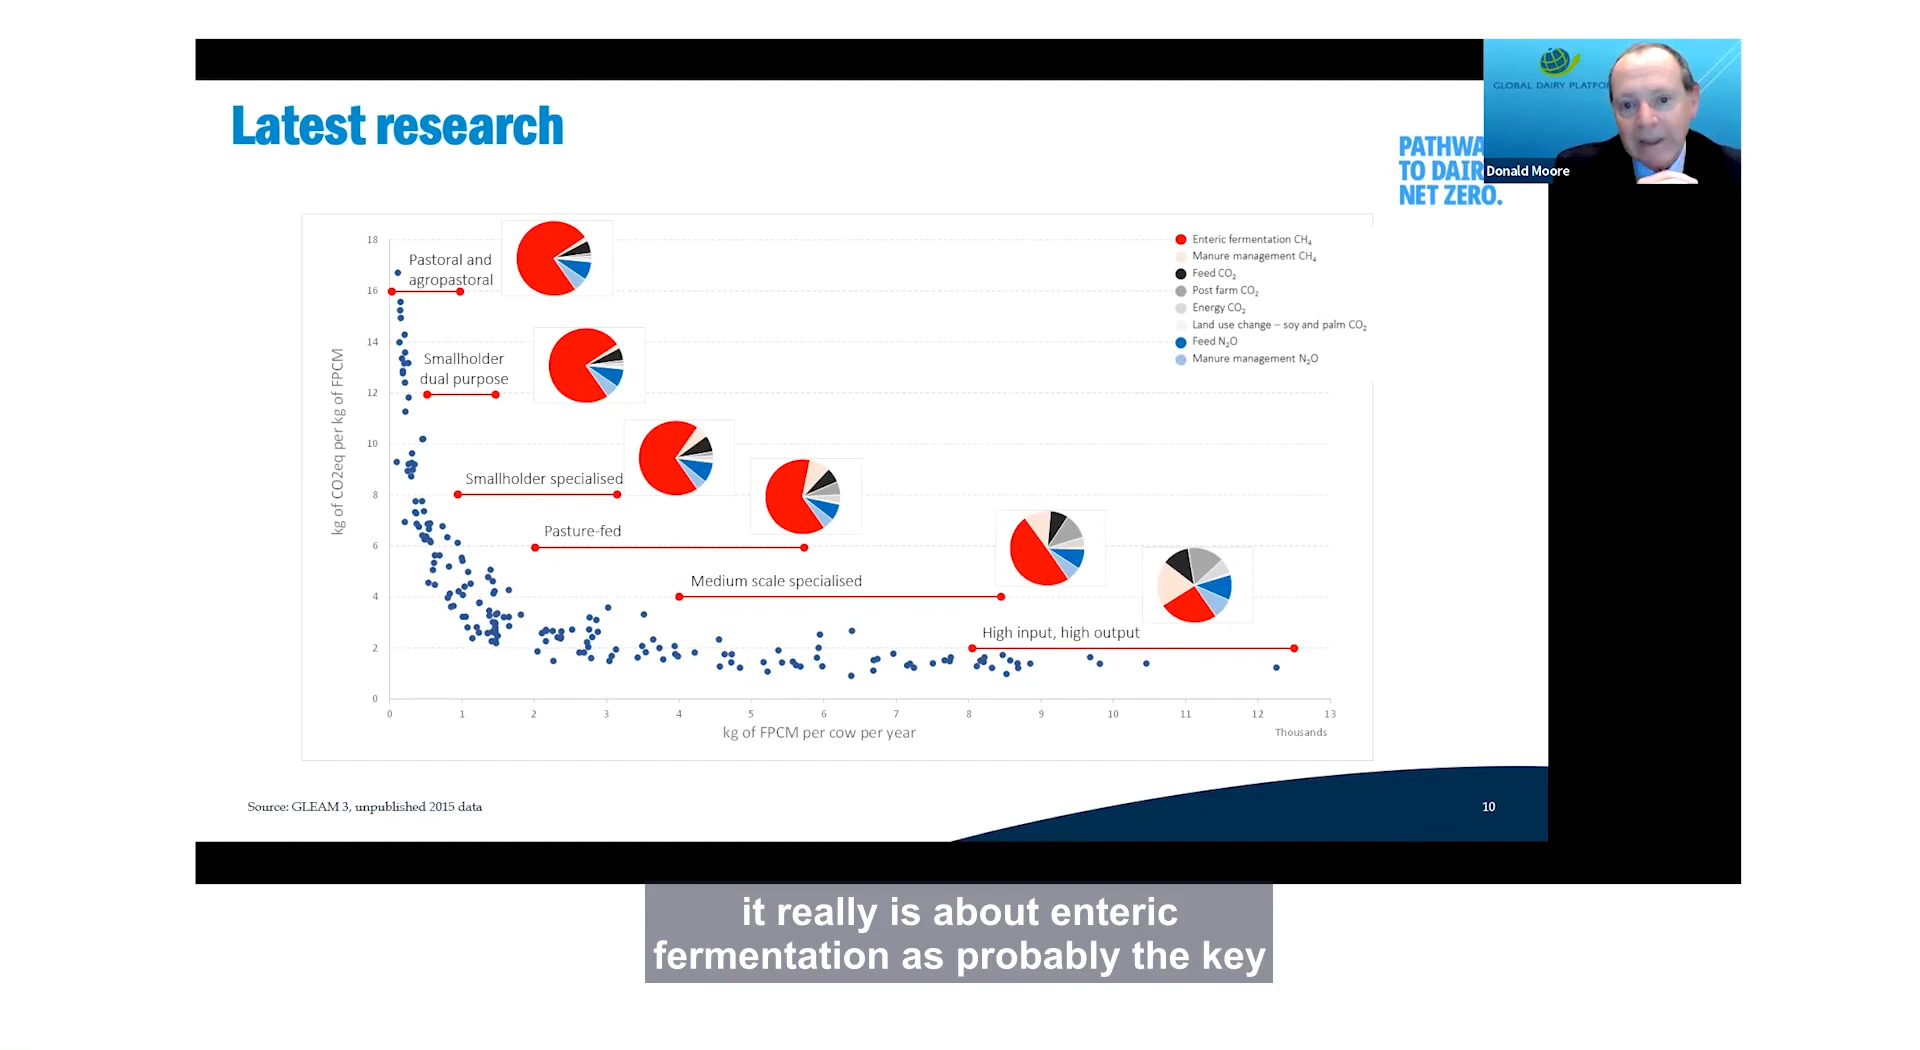 GLOBAL DAIRY PLATFO
Donald Moore
Latest research
PATHWA
TO DAIR
NET ZERO.
18
16
14
12
10
8
6
4
2
0
kg of CO2eq per kg of FPCM
Pastoral and
agropastoral
Smallholder
dual purpose
Smallholder specialised
Pasture-fed
Medium scale specialised
High input, high output
Enteric fermentation CH₄
Manure management CH₄
Feed CO₂
Post farm CO₂
Energy CO₂
Land use change – soy and palm CO₂
Feed N₂O
Manure management N₂O
0 1 2 3 4 5 6 7 8 9 10 11 12 13
kg of FPCM per cow per year
Thousands
Source: GLEAM 3, unpublished 2015 data
10
it really is about enteric
fermentation as probably the key